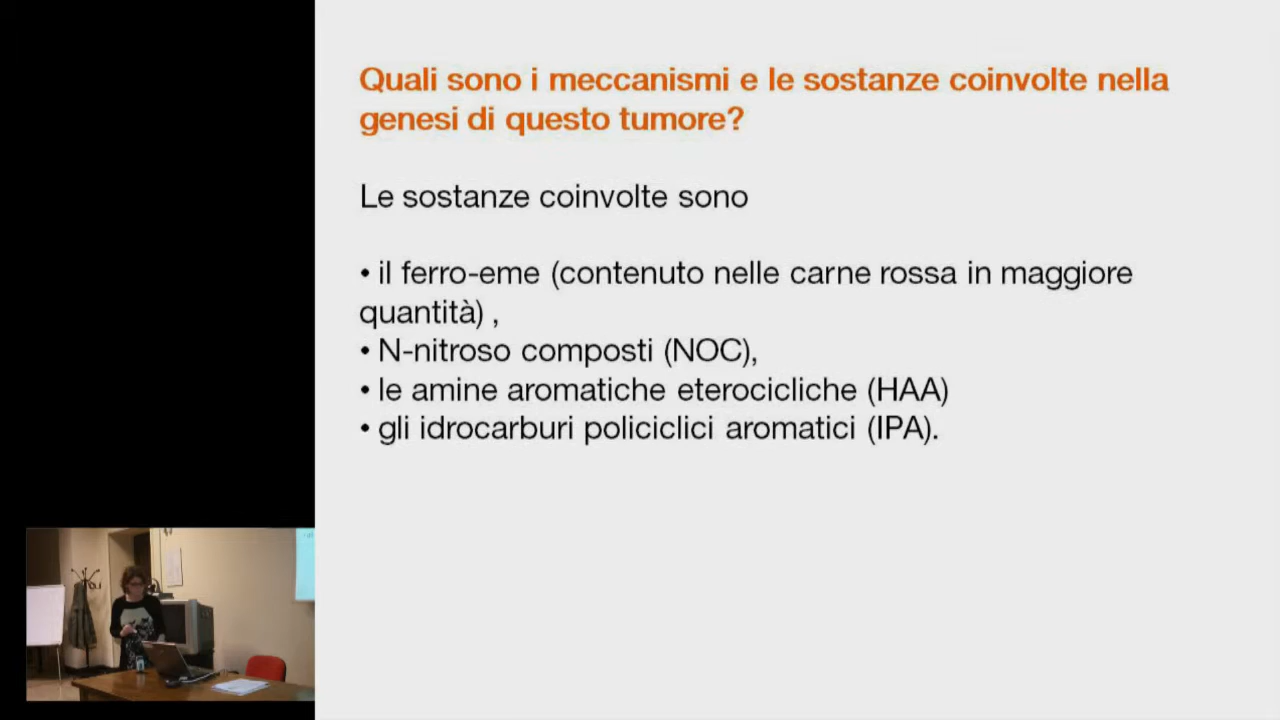 Quali sono i meccanismi e le sostanze coinvolte nella
genesi di questo tumore?
Le sostanze coinvolte sono
• il ferro-eme (contenuto nelle carne rossa in maggiore
quantità) ,
• N-nitroso composti (NOC),
• le amine aromatiche eterocicliche (HAA)
• gli idrocarburi policiclici aromatici (IPA).